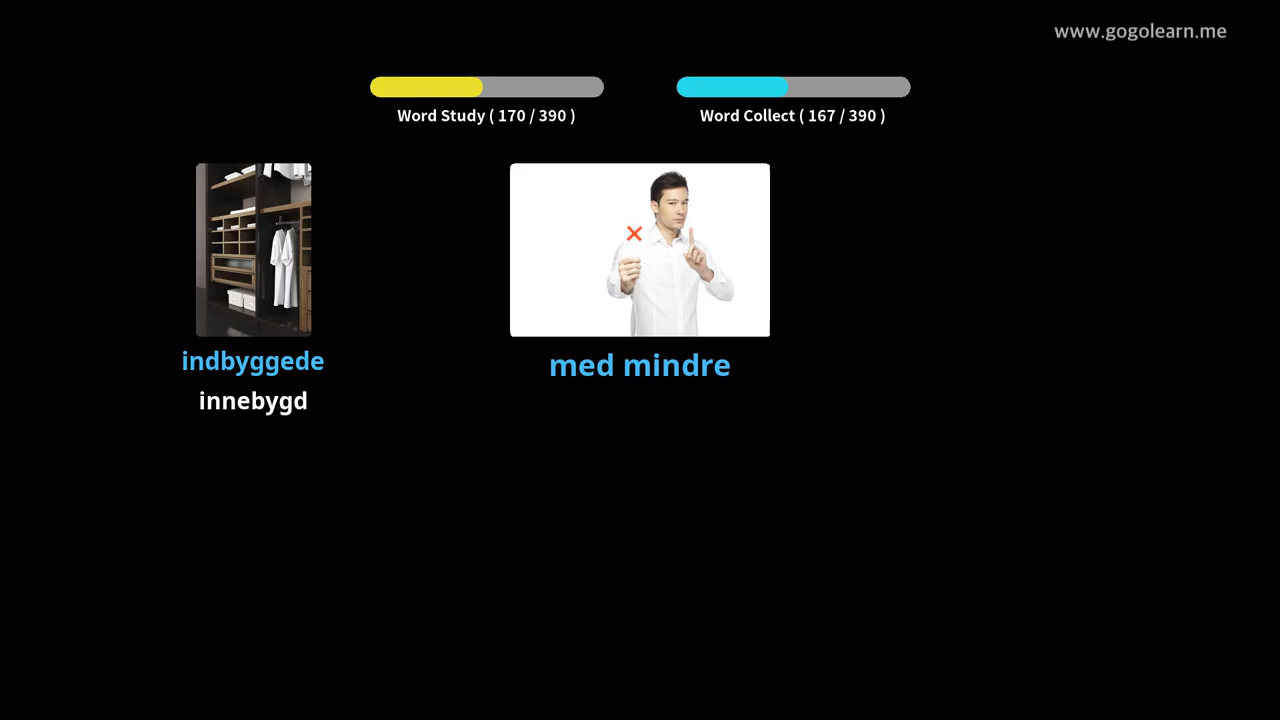 www.gogolearn.me
Word Study ( 170 / 390 )
Word Collect ( 167 / 390 )
indbyggede
innebygd
med mindre